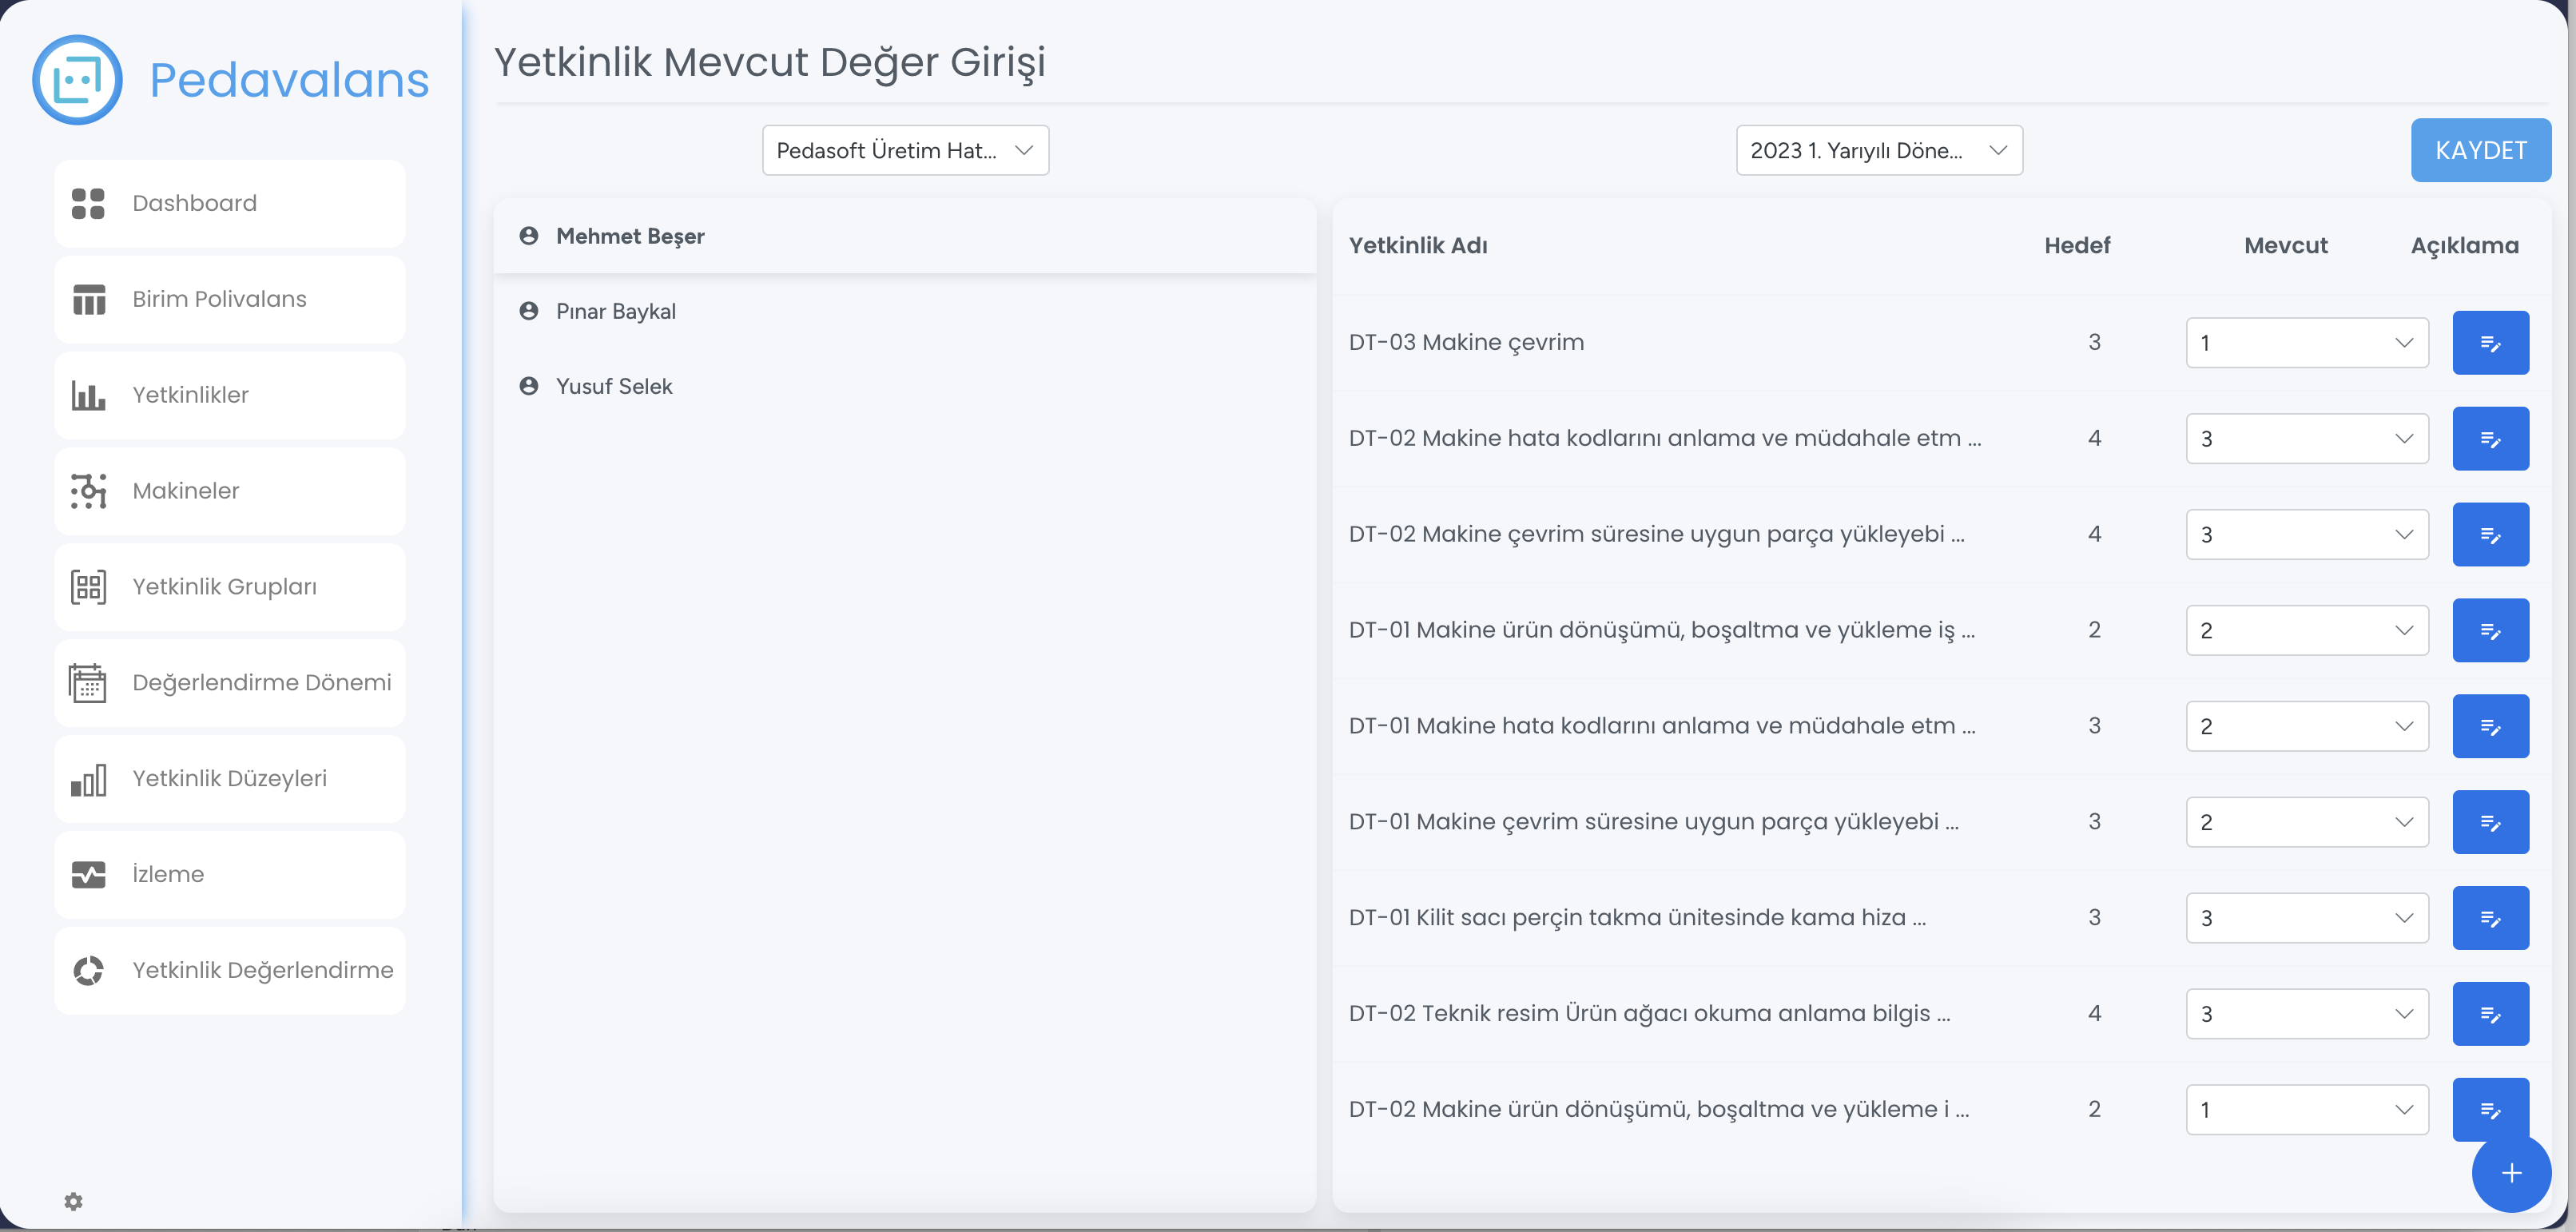 Pedavalans
Dashboard
Birim Polivalans
Yetkinlikler
Makineler
Yetkinlik Grupları
Değerlendirme Dönemi
Yetkinlik Düzeyleri
İzleme
Yetkinlik Değerlendirme
Yetkinlik Mevcut Değer Girişi
Pedasoft Üretim Hat... 2023 1. Yarıyılı Döne... KAYDET
Mehmet Beşer
Pınar Baykal
Yusuf Selek
Yetkinlik Adı Hedef Mevcut Açıklama
DT-03 Makine çevrim 3 1
DT-02 Makine hata kodlarını anlama ve müdahale etm ... 4 3
DT-02 Makine çevrim süresine uygun parça yükleyebi ... 4 3
DT-01 Makine ürün dönüşümü, boşaltma ve yükleme iş ... 2 2
DT-01 Makine hata kodlarını anlama ve müdahale etm ... 3 2
DT-01 Makine çevrim süresine uygun parça yükleyebi ... 3 2
DT-01 Kilit sacı perçin takma ünitesinde kama hiza ... 3 3
DT-02 Teknik resim Ürün ağacı okuma anlama bilgis ... 4 3
DT-02 Makine ürün dönüşümü, boşaltma ve yükleme i ... 2 1
+